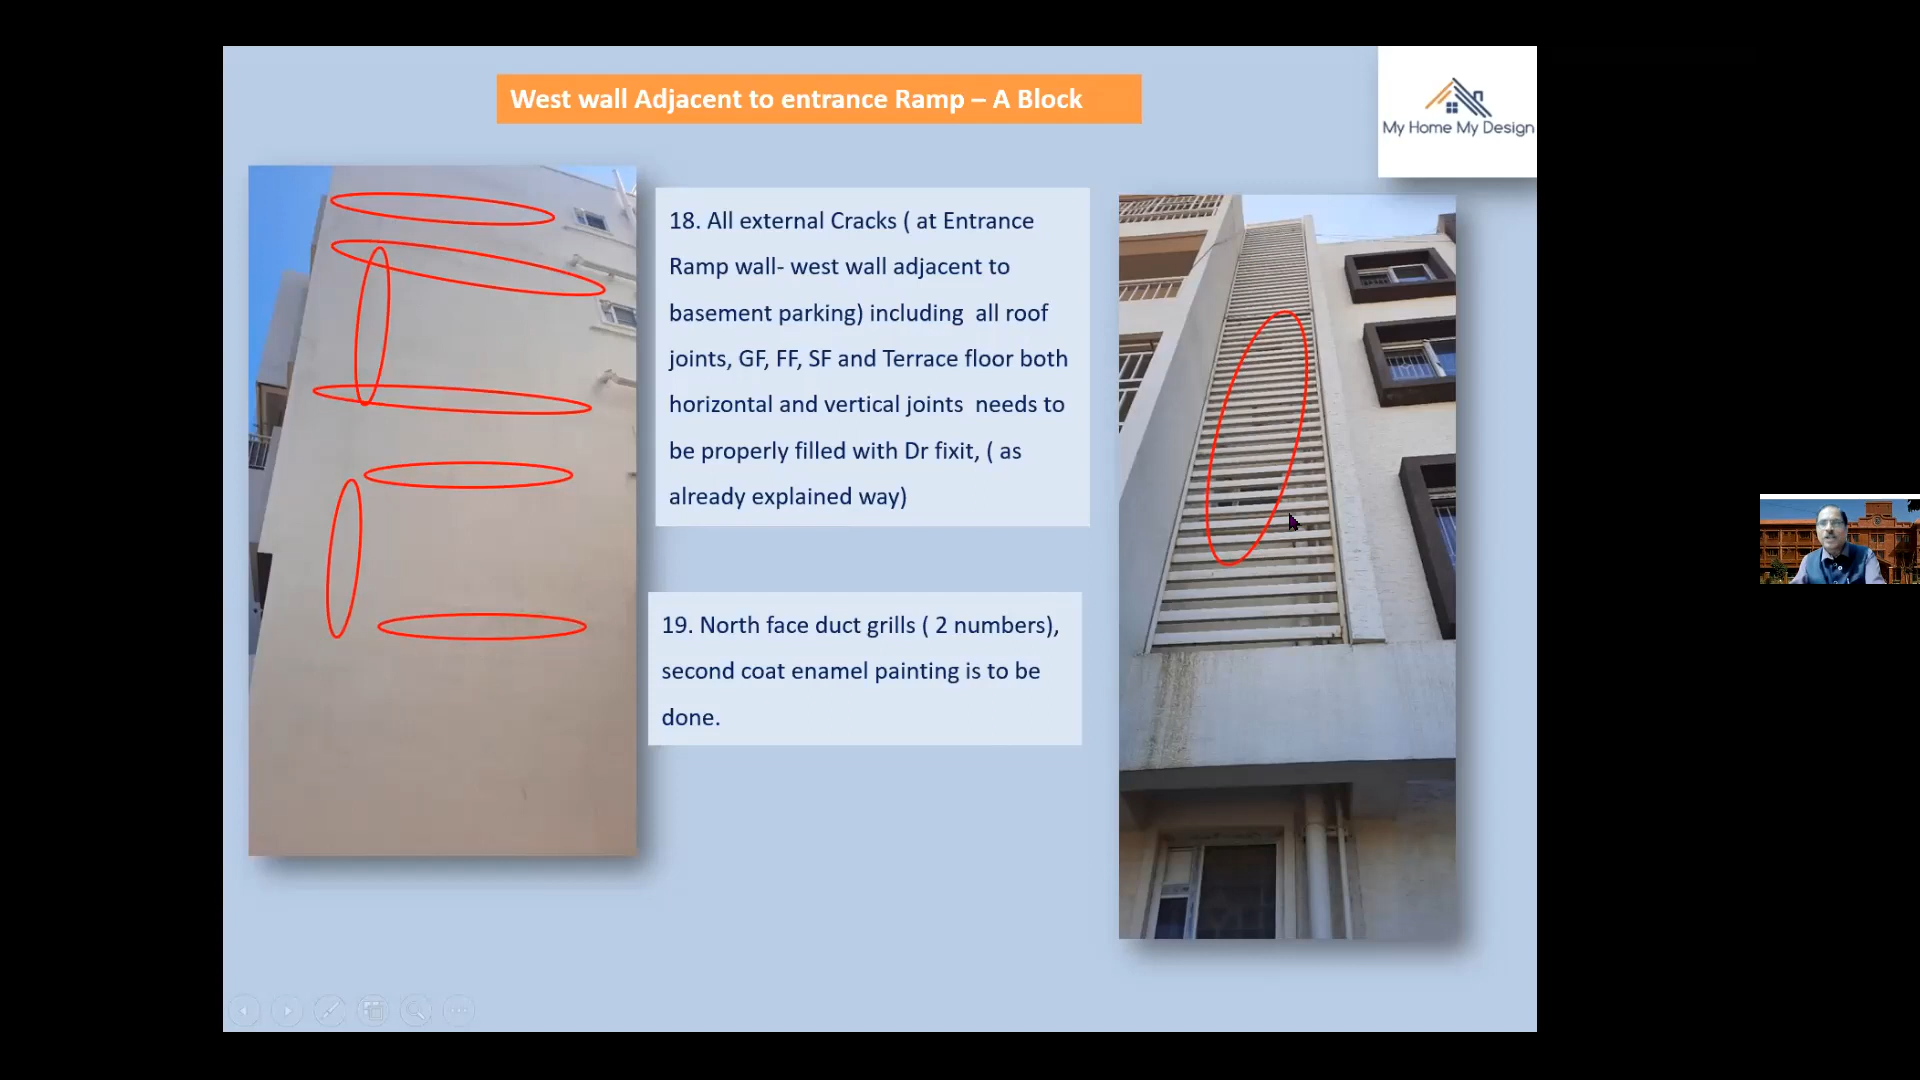 West wall Adjacent to entrance Ramp – A Block
My Home My Design
18. All external Cracks ( at Entrance
Ramp wall- west wall adjacent to
basement parking) including all roof
joints, GF, FF, SF and Terrace floor both
horizontal and vertical joints needs to
be properly filled with Dr fixit, ( as
already explained way)
19. North face duct grills ( 2 numbers),
second coat enamel painting is to be
done.